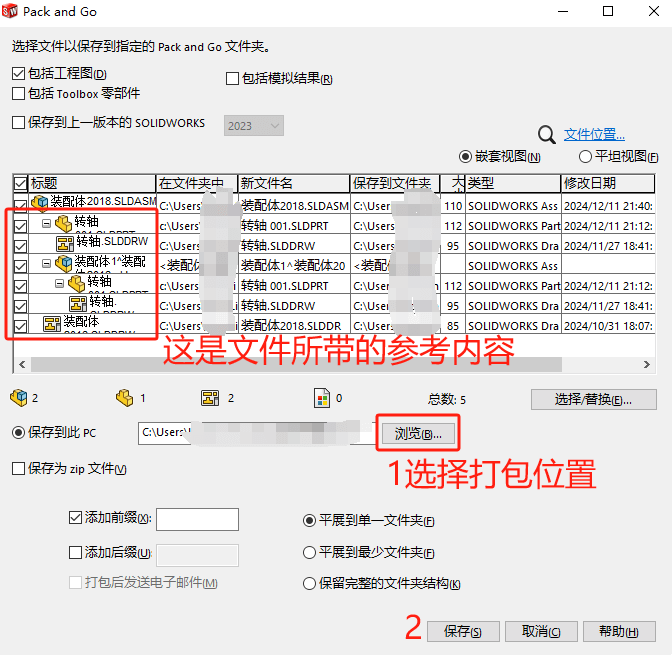 Pack and Go
选择文件以保存到指定的 Pack and Go 文件夹。
包括工程图(D)
包括模拟结果(R)
包括 Toolbox 零部件
保存到上一版本的 SOLIDWORKS 2023
文件位置...
嵌套视图(N) 平坦视图(F)
标题 在文件夹中 新文件名 保存到文件夹 大小 类型 修改日期
装配体2018.SLDASM C:\Users 装配体2018.SLDASM C:\Users 110 SOLIDWORKS Ass 2024/12/11 21:40:
转轴 001.SLDPRT C:\Users 转轴 001.SLDPRT C:\Users 112 SOLIDWORKS Part 2024/12/11 21:12:
转轴.SLDDRW C:\Users 转轴.SLDDRW C:\Users 95 SOLIDWORKS Dra 2024/11/27 18:41:
装配体1^装配 <装配体 装配体1^装配体20 <装配体 SOLIDWORKS Ass
转轴 C:\Users 转轴 001.SLDPRT C:\Users 112 SOLIDWORKS Part 2024/12/11 21:12:
转轴. C:\Users 转轴.SLDDRW C:\Users 95 SOLIDWORKS Dra 2024/11/27 18:41:
装配体 C:\Users 装配体2018.SLDDR C:\Users 85 SOLIDWORKS Dra 2024/10/31 18:07:
这是文件所带的参考内容
2 1 2 0 总数: 5 选择/替换(E)...
保存到此 PC C:\Users\ 浏览(B)...
保存为 zip 文件(V)
1选择打包位置
添加前缀(X): 平展到单一文件夹(F)
添加后缀(U): 平展到最少文件夹(F)
打包后发送电子邮件(M) 保留完整的文件夹结构(K)
2 保存(S) 取消(C) 帮助(H)